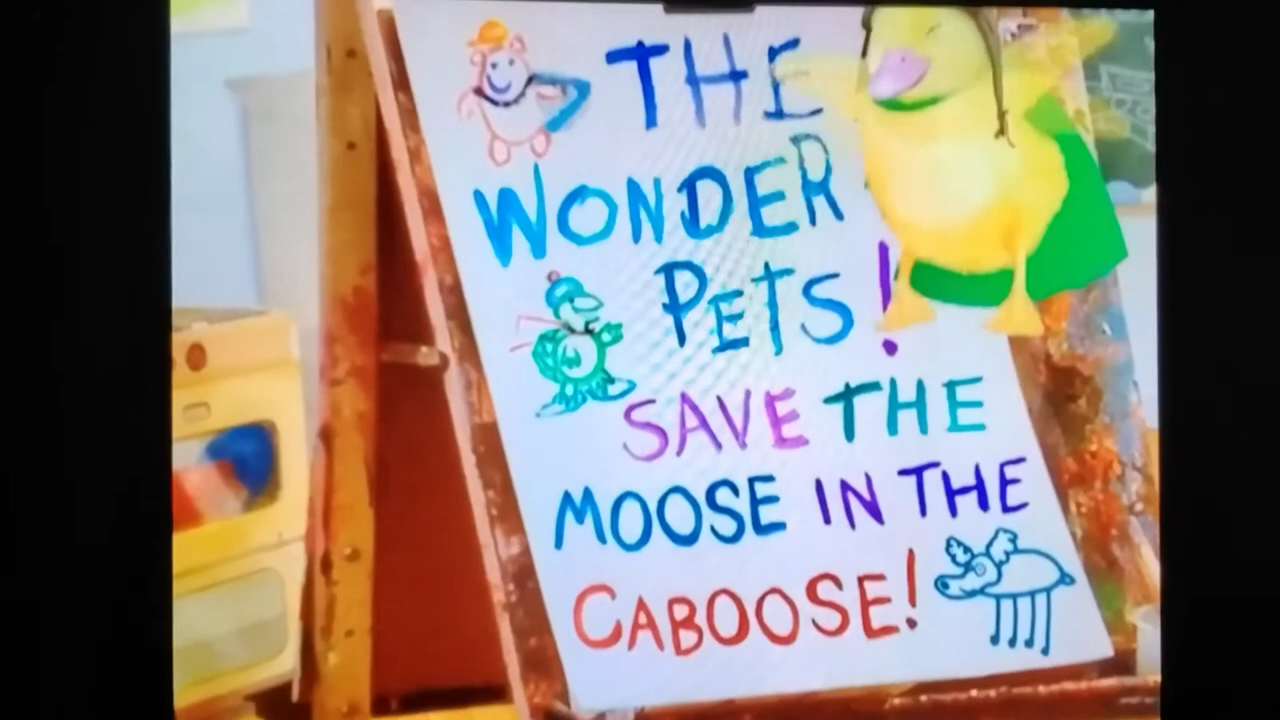 THE
WONDER
PETS!
SAVE THE
MOOSE IN THE
CABOOSE!